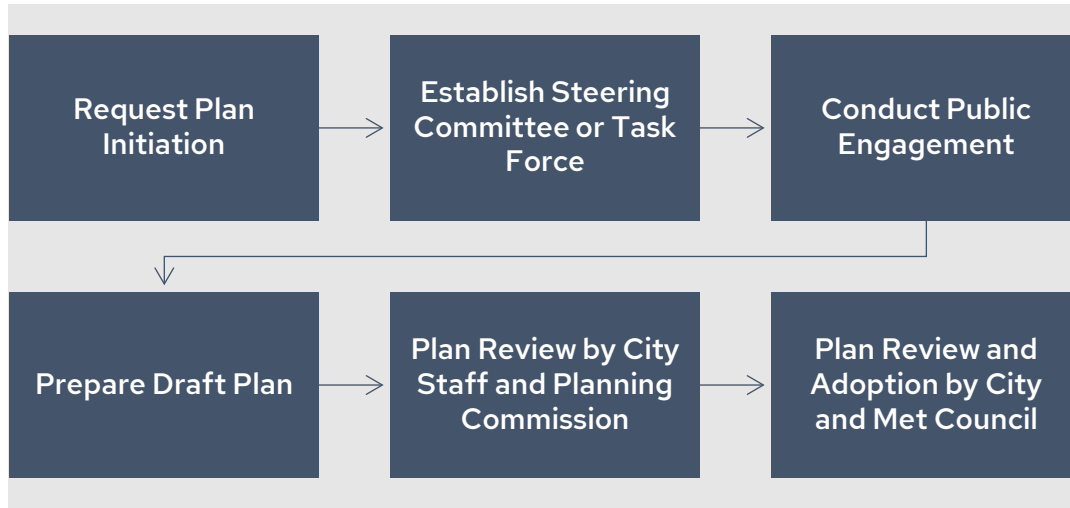 Request Plan
Initiation
Establish Steering
Committee or Task
Force
Conduct Public
Engagement
Prepare Draft Plan
Plan Review by City
Staff and Planning
Commission
Plan Review and
Adoption by City
and Met Council